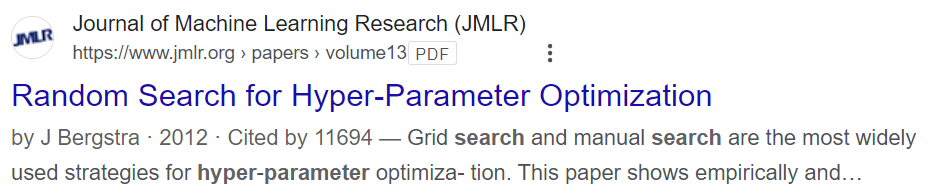 JMLR
Journal of Machine Learning Research (JMLR)
https://www.jmlr.org › papers › volume13 PDF
Random Search for Hyper-Parameter Optimization
by J Bergstra · 2012 · Cited by 11694 — Grid search and manual search are the most widely
used strategies for hyper-parameter optimiza- tion. This paper shows empirically and…